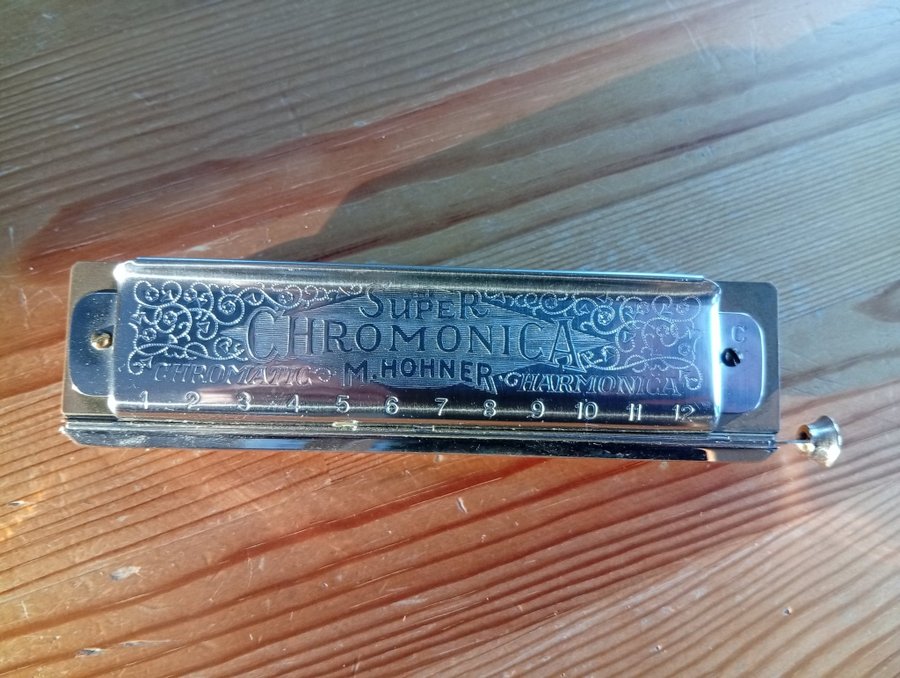 SUPER
CHROMONICA
CHROMATIC M. HOHNER HARMONICA
1 2 3 4 5 6 7 8 9 10 11 12
C